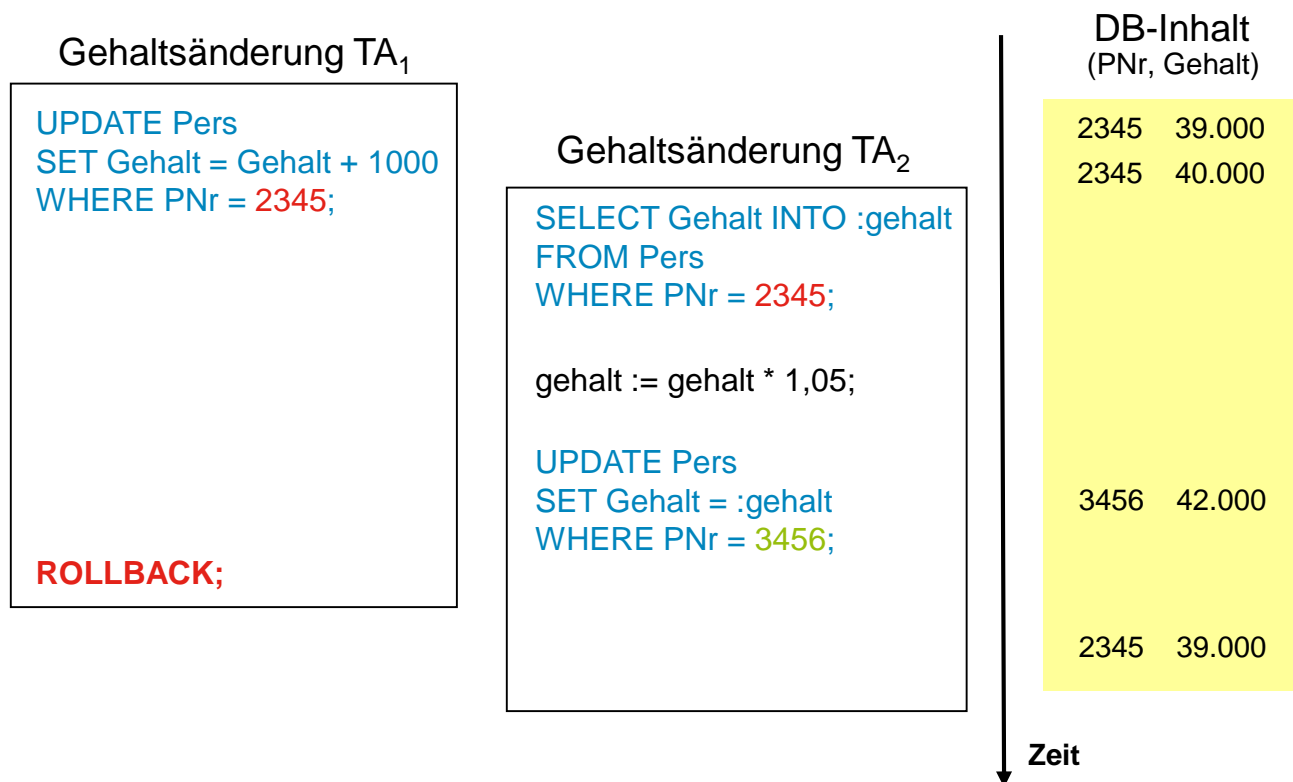 Gehaltsänderung TA1
UPDATE Pers
SET Gehalt = Gehalt + 1000
WHERE PNr = 2345;
ROLLBACK;
Gehaltsänderung TA2
SELECT Gehalt INTO :gehalt
FROM Pers
WHERE PNr = 2345;
gehalt := gehalt * 1,05;
UPDATE Pers
SET Gehalt = :gehalt
WHERE PNr = 3456;
DB-Inhalt
(PNr, Gehalt)
2345 39.000
2345 40.000
3456 42.000
2345 39.000
Zeit